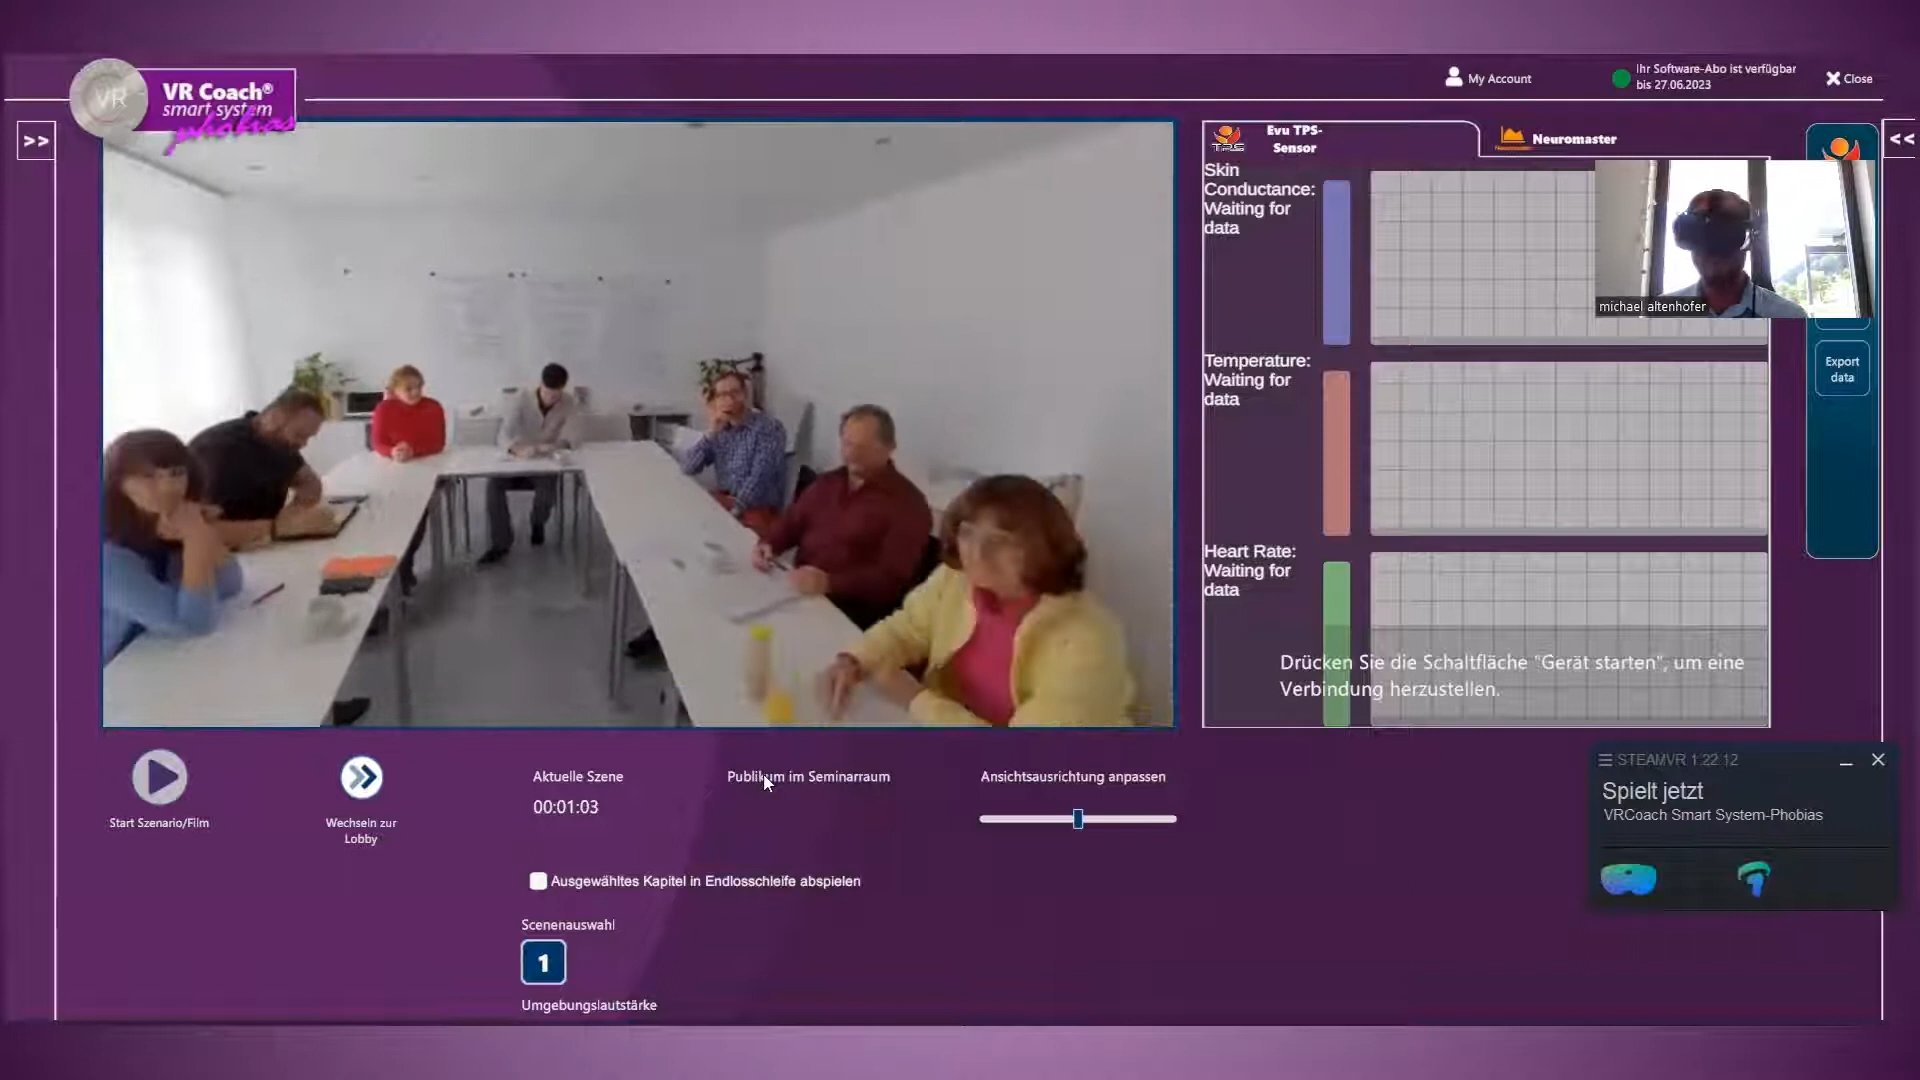 VR
VR Coach®
smart system
phobias
My Account
Ihr Software-Abo ist verfügbar
bis 27.06.2023
Close
>>
<<
TPS
Evu TPS-
Sensor
Neuromaster
Skin
Conductance:
Waiting for
data
michael altenhofer
Temperature:
Waiting for
data
Export
data
Heart Rate:
Waiting for
data
Drücken Sie die Schaltfläche "Gerät starten", um eine
Verbindung herzustellen.
Start Szenario/Film
Wechseln zur
Lobby
Aktuelle Szene
00:01:03
Publikum im Seminarraum
Ansichtsausrichtung anpassen
STEAMVR 1.22.12
Spielt jetzt
VRCoach Smart System-Phobias
Ausgewähltes Kapitel in Endlosschleife abspielen
Scenenauswahl
1
Umgebungslautstärke